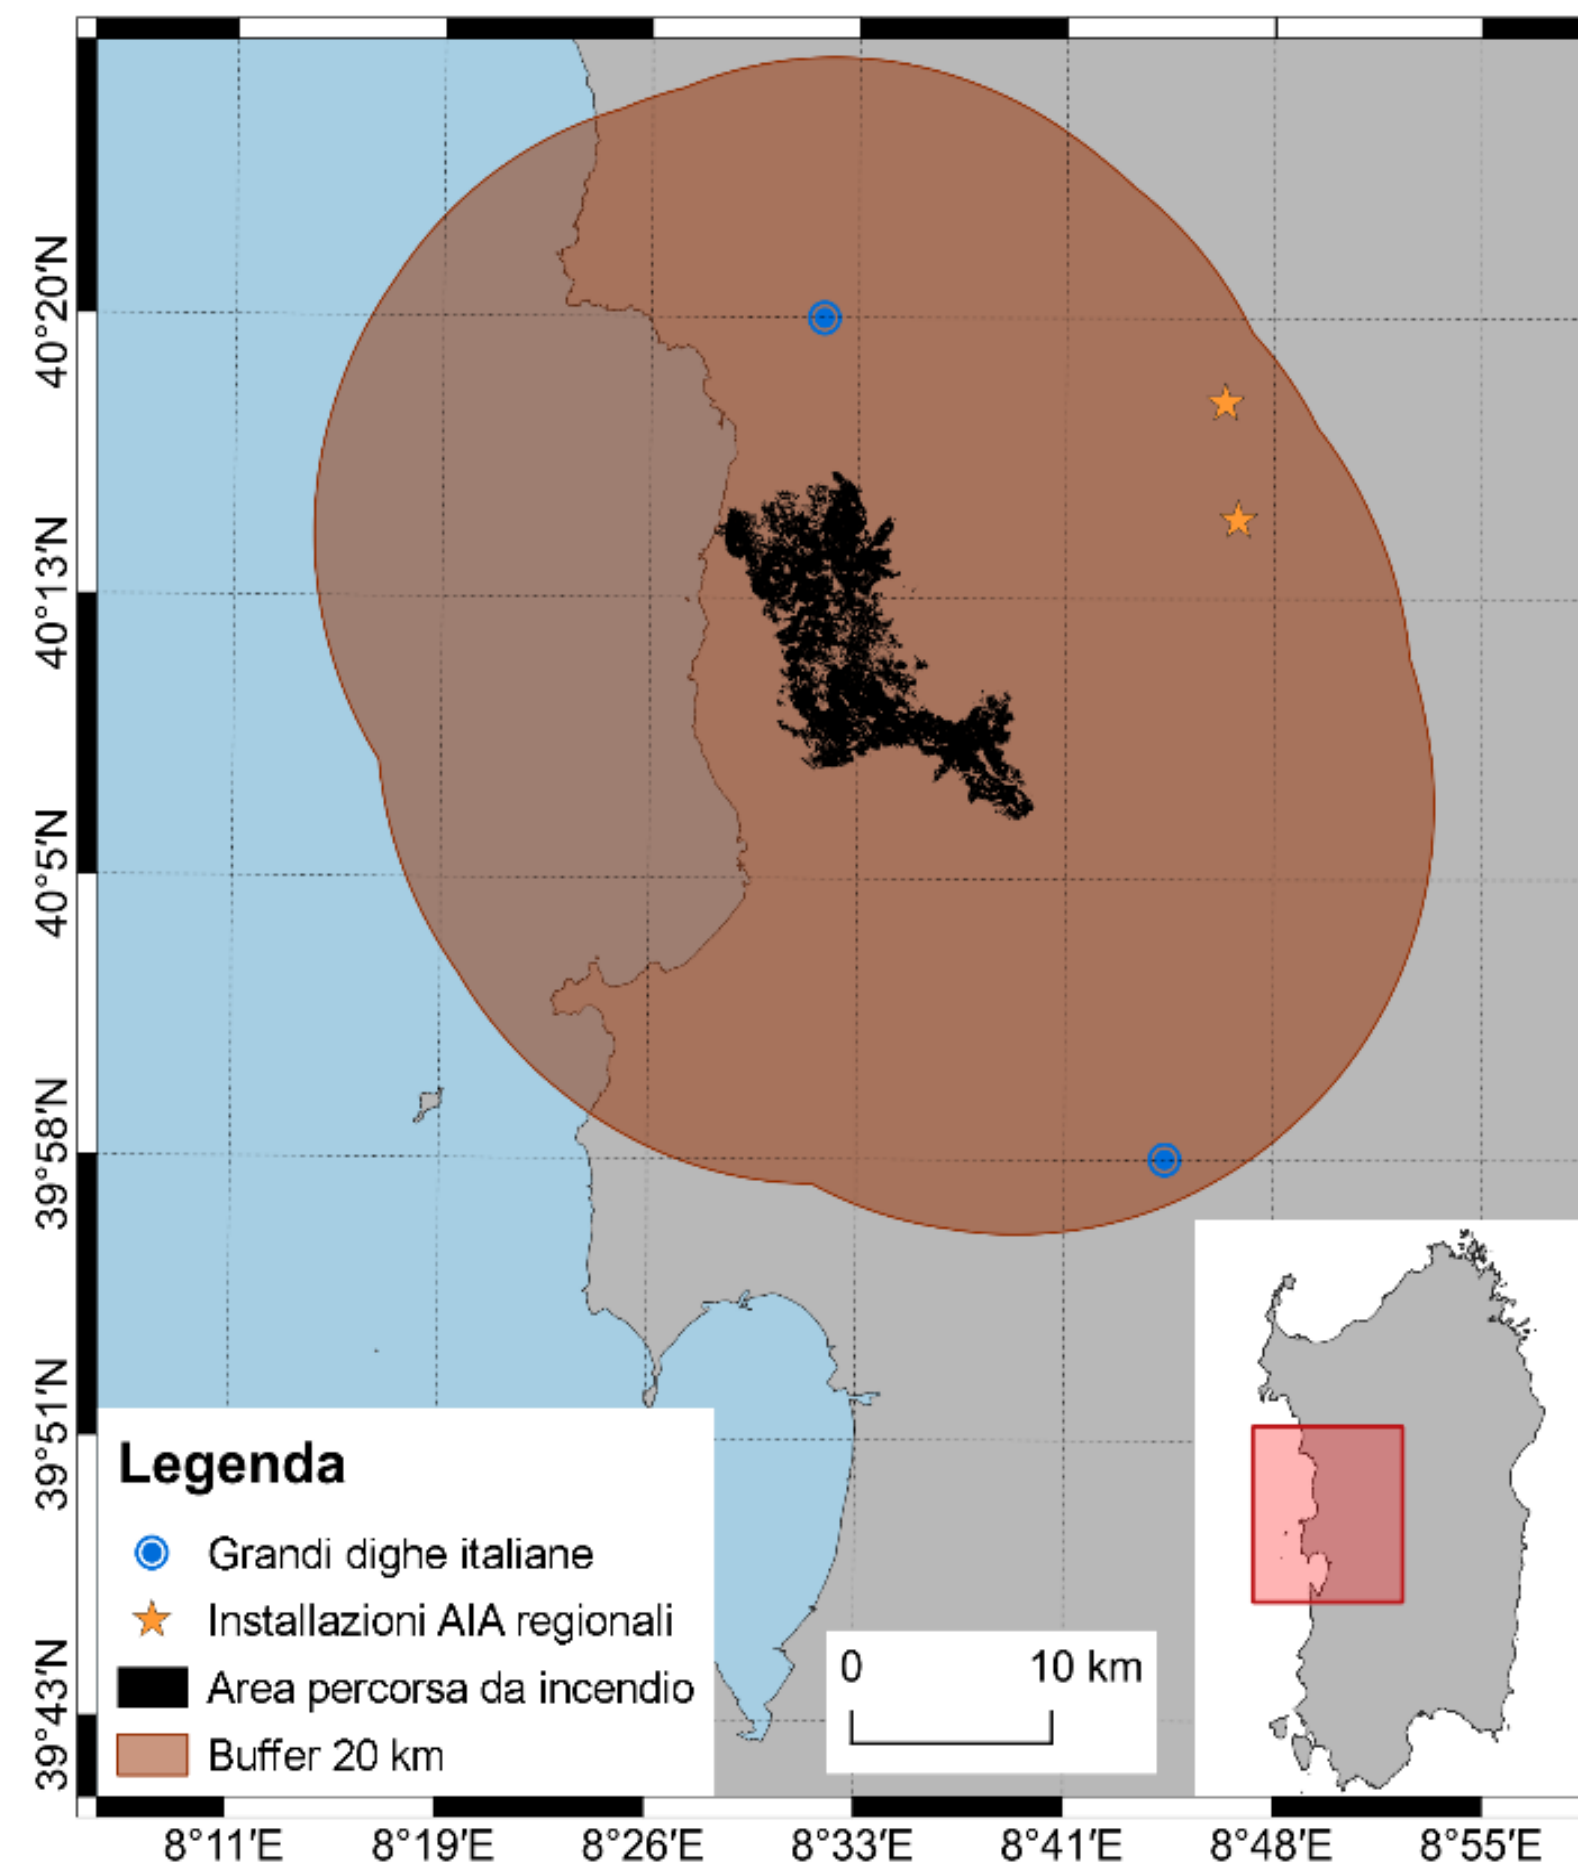 40°20'N
40°13'N
40°5'N
39°58'N
39°51'N
39°43'N
Legenda
Grandi dighe italiane
Installazioni AIA regionali
Area percorsa da incendio
Buffer 20 km
0 10 km
8°11'E 8°19'E 8°26'E 8°33'E 8°41'E 8°48'E 8°55'E